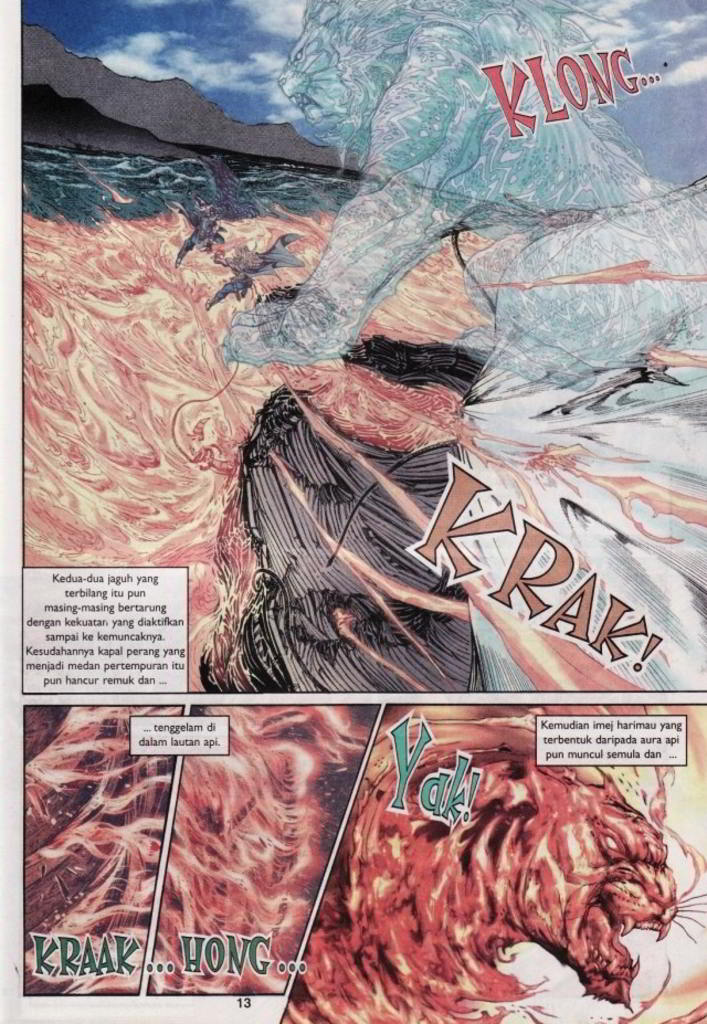 KLONG...
KRAK!
Kedua-dua jaguh yang
terbilang itu pun
masing-masing bertarung
dengan kekuatan yang diaktifkan
sampai ke kemuncaknya.
Kesudahannya kapal perang yang
menjadi medan pertempuran itu
pun hancur remuk dan ...
... tenggelam di
dalam lautan api.
KRAAK ... HONG ...
Kemudian imej harimau yang
terbentuk daripada aura api
pun muncul semula dan ...
Yak!
13